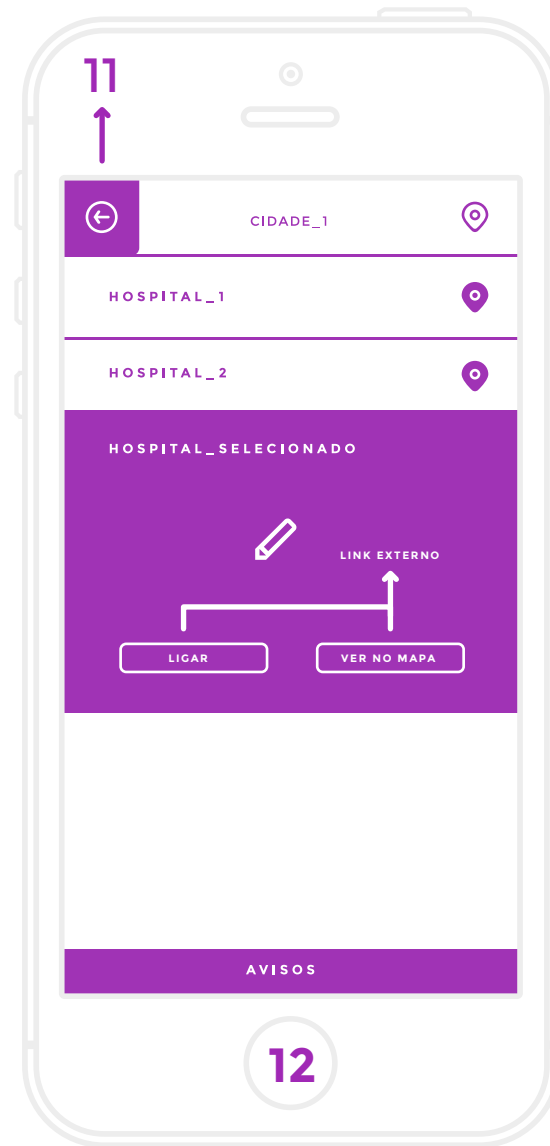 11
CIDADE_1
HOSPITAL_1
HOSPITAL_2
HOSPITAL_SELECIONADO
LINK EXTERNO
LIGAR
VER NO MAPA
AVISOS
12